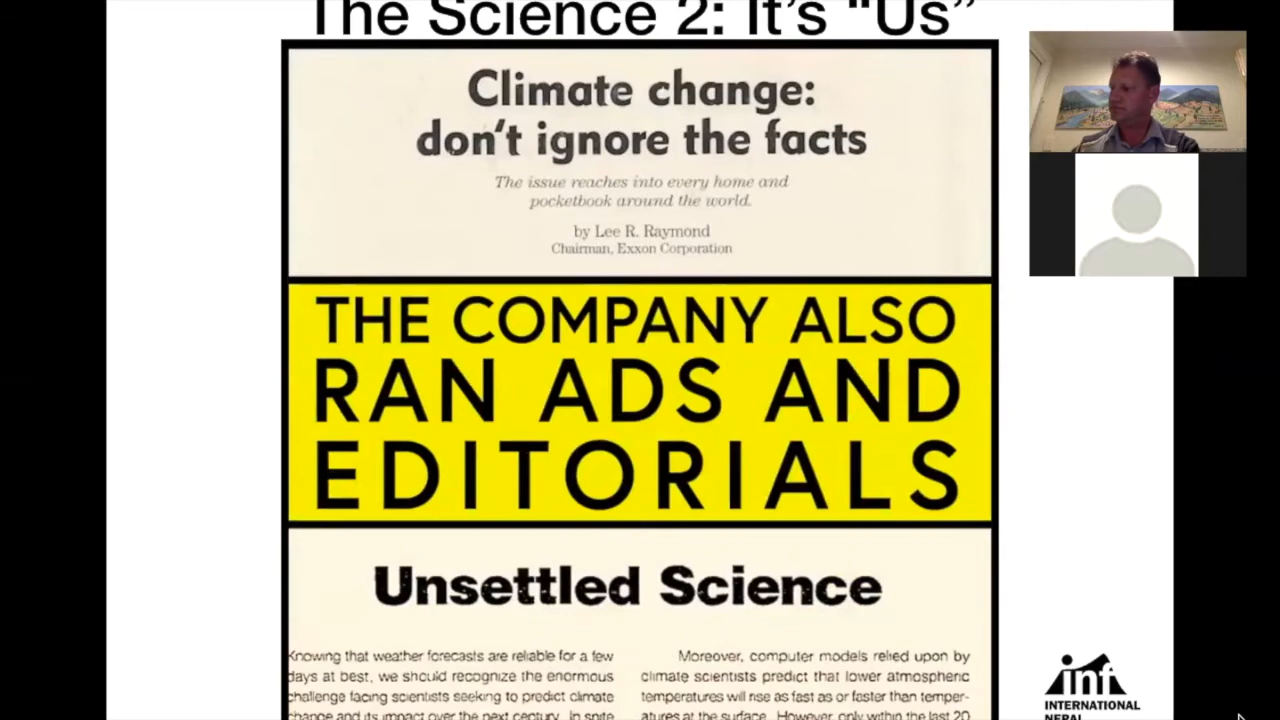 The Science 2: It's “Us”
Climate change:
don't ignore the facts
The issue reaches into every home and
pocketbook around the world.
by Lee R. Raymond
Chairman, Exxon Corporation
THE COMPANY ALSO
RAN ADS AND
EDITORIALS
Unsettled Science
Knowing that weather forecasts are reliable for a few
days at best, we should recognize the enormous
challenge facing scientists seeking to predict climate
change and its impact over the next century. In spite
Moreover, computer models relied upon by
climate scientists predict that lower atmospheric
temperatures will rise as fast as or faster than temper-
atures at the surface. However, only within the last 20
inf
INTERNATIONAL
NEPAL